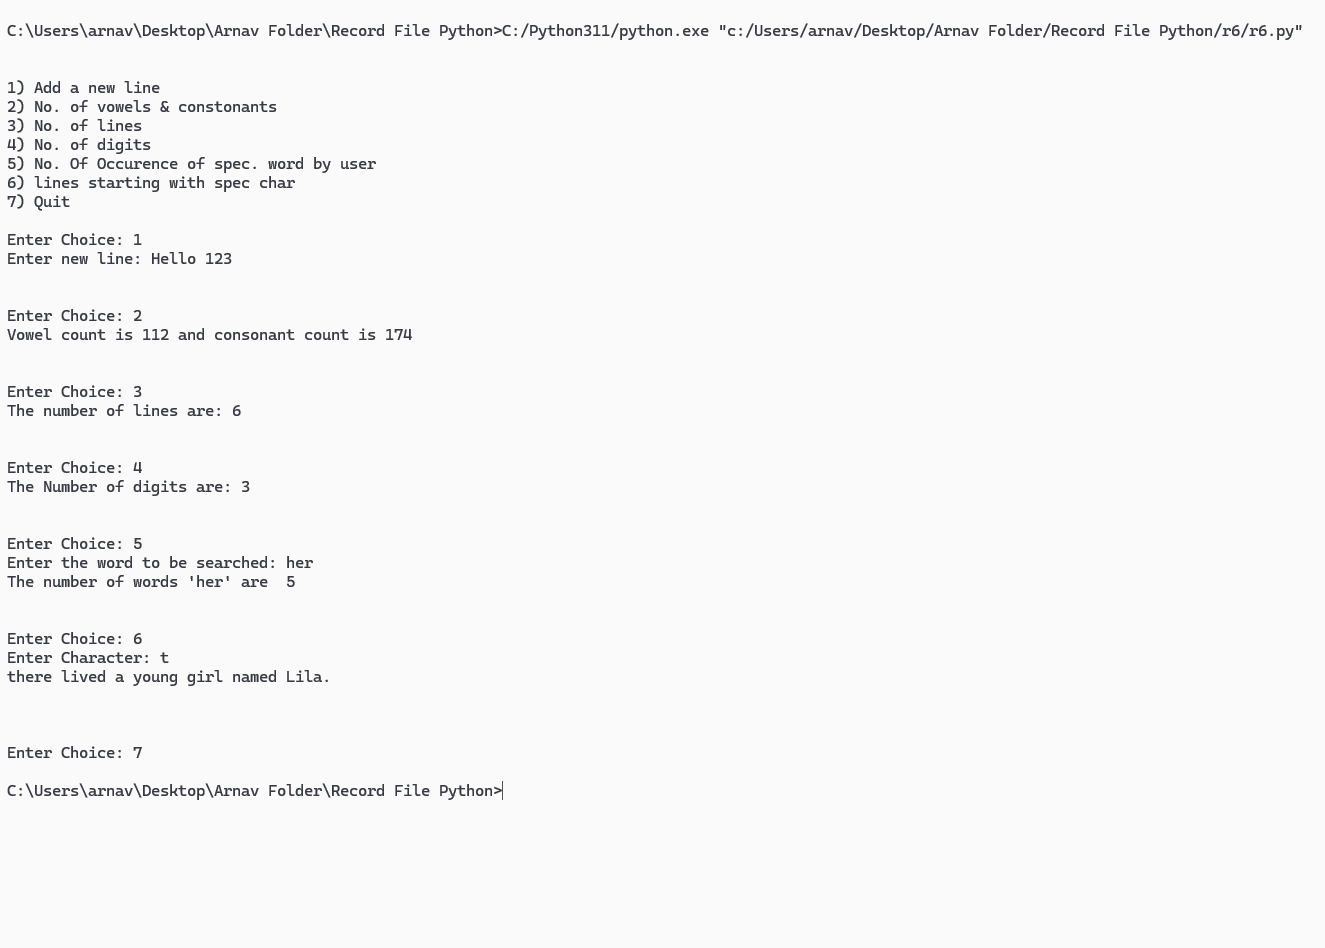 C:\Users\arnav\Desktop\Arnav Folder\Record File Python>C:/Python311/python.exe "c:/Users/arnav/Desktop/Arnav Folder/Record File Python/r6/r6.py"
1) Add a new line
2) No. of vowels & constonants
3) No. of lines
4) No. of digits
5) No. Of Occurence of spec. word by user
6) lines starting with spec char
7) Quit
Enter Choice: 1
Enter new line: Hello 123
Enter Choice: 2
Vowel count is 112 and consonant count is 174
Enter Choice: 3
The number of lines are: 6
Enter Choice: 4
The Number of digits are: 3
Enter Choice: 5
Enter the word to be searched: her
The number of words 'her' are  5
Enter Choice: 6
Enter Character: t
there lived a young girl named Lila.
Enter Choice: 7
C:\Users\arnav\Desktop\Arnav Folder\Record File Python>